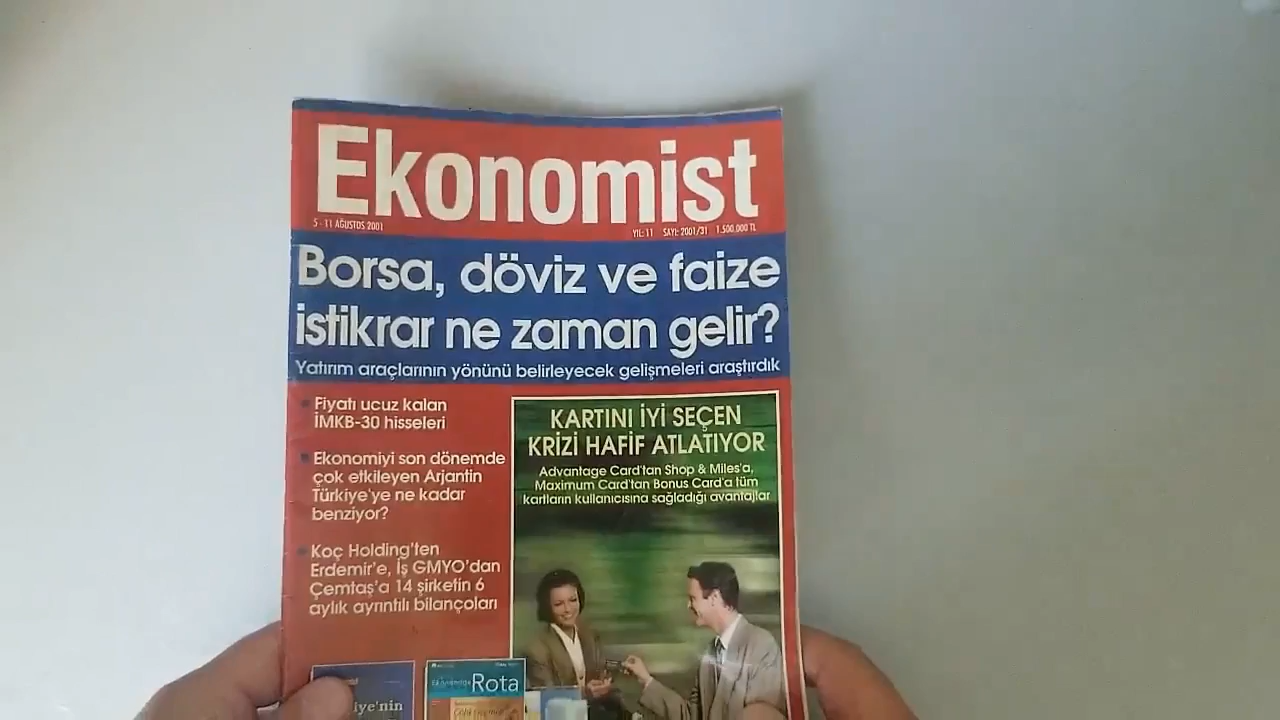 Ekonomist
5 - 11 AĞUSTOS 2001
YIL: 11 SAYI: 2001/31 1.500.000 TL
Borsa, döviz ve faize
istikrar ne zaman gelir?
Yatırım araçlarının yönünü belirleyecek gelişmeleri araştırdık
Fiyatı ucuz kalan
İMKB-30 hisseleri
Ekonomiyi son dönemde
çok etkileyen Arjantin
Türkiye'ye ne kadar
benziyor?
Koç Holding'ten
Erdemir'e, İş GMYO'dan
Çemtaş'a 14 şirketin 6
aylık ayrıntılı bilançoları
KARTINI İYİ SEÇEN
KRİZİ HAFİF ATLATIYOR
Advantage Card'tan Shop & Miles'a,
Maximum Card'tan Bonus Card'a tüm
kartların kullanıcısına sağladığı avantajlar
Rota
iye'nin